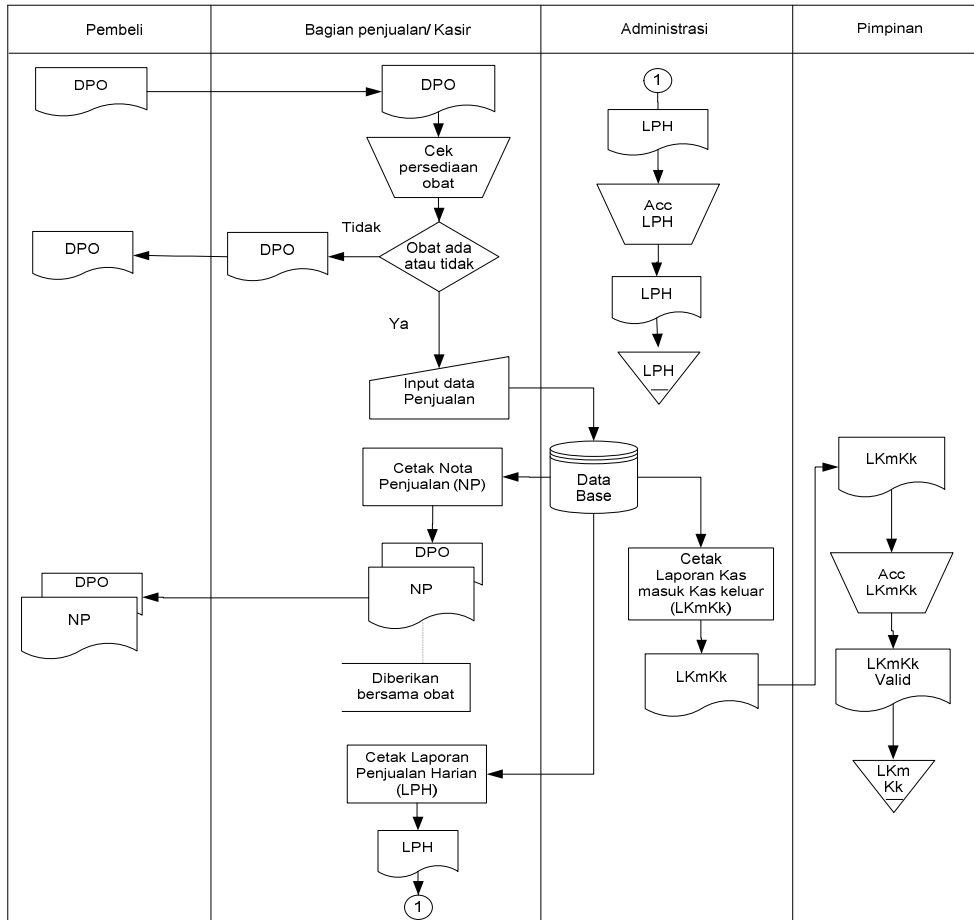 Pembeli
Bagian penjualan/ Kasir
Administrasi
Pimpinan
DPO
DPO
Cek
persediaan
obat
Tidak
Obat ada
atau tidak
DPO
DPO
Ya
Input data
Penjualan
Data
Base
Cetak Nota
Penjualan (NP)
DPO
NP
DPO
NP
Diberikan
bersama obat
Cetak Laporan
Penjualan Harian
(LPH)
LPH
1
1
LPH
Acc
LPH
LPH
LPH
Cetak
Laporan Kas
masuk Kas keluar
(LKmKk)
LKmKk
LKmKk
Acc
LKmKk
LKmKk
Valid
LKm
Kk